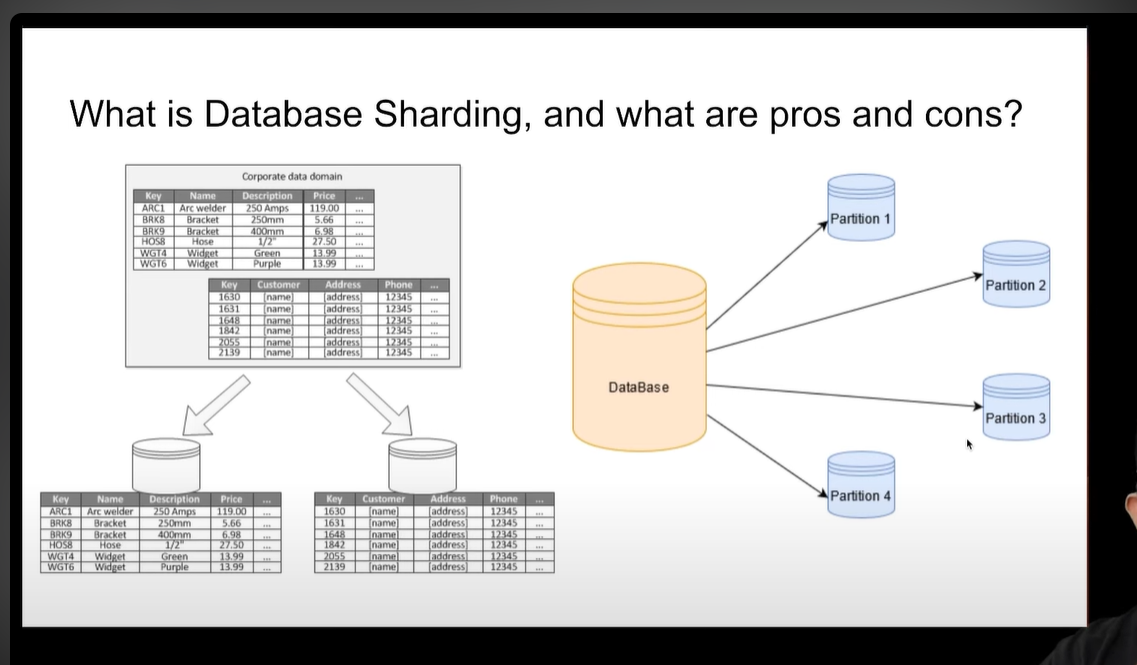 What is Database Sharding, and what are pros and cons?
Corporate data domain
Key Name Description Price ...
ARC1 Arc welder 250 Amps 119.00 ...
BRK8 Bracket 250mm 5.66 ...
BRK9 Bracket 400mm 6.98 ...
HOS8 Hose 1/2" 27.50 ...
WGT4 Widget Green 13.99 ...
WGT6 Widget Purple 13.99 ...
Key Customer Address Phone ...
1630 [name] [address] 12345 ...
1631 [name] [address] 12345 ...
1648 [name] [address] 12345 ...
1842 [name] [address] 12345 ...
2055 [name] [address] 12345 ...
2139 [name] [address] 12345 ...
Key Name Description Price ...
ARC1 Arc welder 250 Amps 119.00 ...
BRK8 Bracket 250mm 5.66 ...
BRK9 Bracket 400mm 6.98 ...
HOS8 Hose 1/2" 27.50 ...
WGT4 Widget Green 13.99 ...
WGT6 Widget Purple 13.99 ...
Key Customer Address Phone ...
1630 [name] [address] 12345 ...
1631 [name] [address] 12345 ...
1648 [name] [address] 12345 ...
1842 [name] [address] 12345 ...
2055 [name] [address] 12345 ...
2139 [name] [address] 12345 ...
DataBase
Partition 1
Partition 2
Partition 3
Partition 4